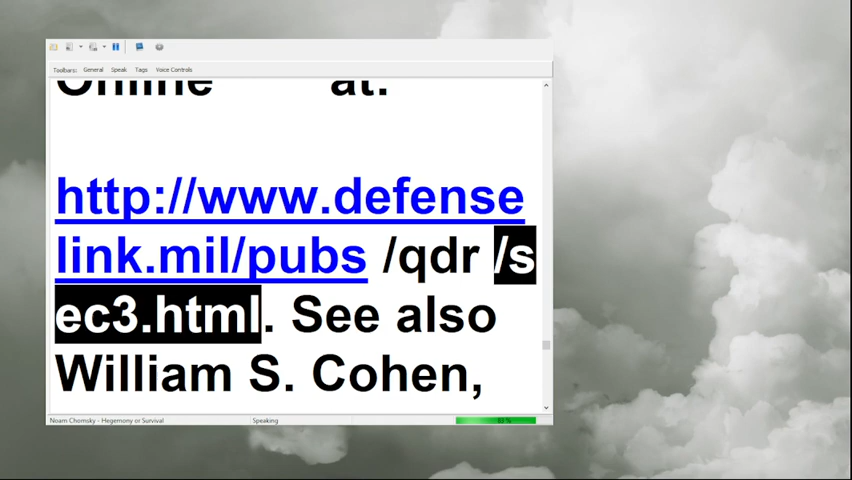 Toolbars: General Speak Tags Voice Controls
Online at:
http://www.defense
link.mil/pubs /qdr /s
ec3.html. See also
William S. Cohen,
Noam Chomsky - Hegemony or Survival Speaking 83 %